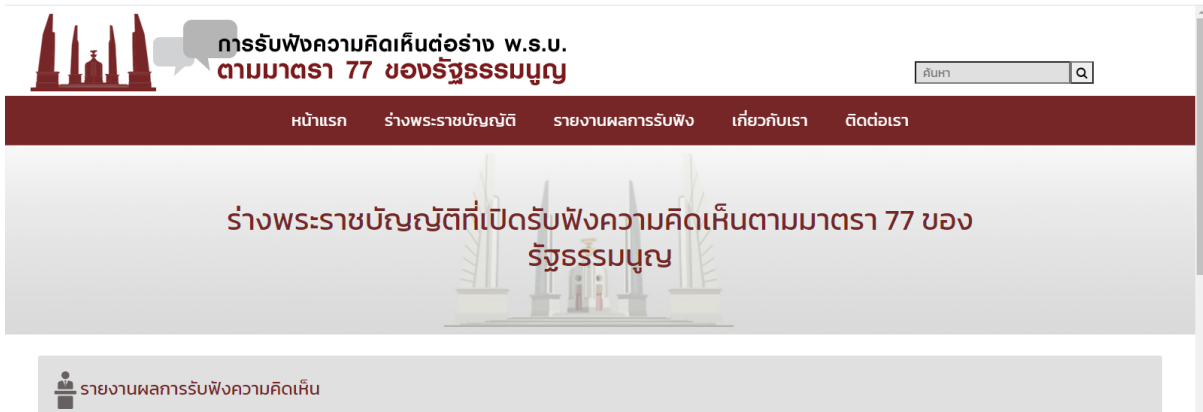 การรับฟังความคิดเห็นต่อร่าง พ.ร.บ.
ตามมาตรา 77 ของรัฐธรรมนูญ
ค้นหา
หน้าแรก ร่างพระราชบัญญัติ รายงานผลการรับฟัง เกี่ยวกับเรา ติดต่อเรา
ร่างพระราชบัญญัติที่เปิดรับฟังความคิดเห็นตามมาตรา 77 ของ
รัฐธรรมนูญ
รายงานผลการรับฟังความคิดเห็น